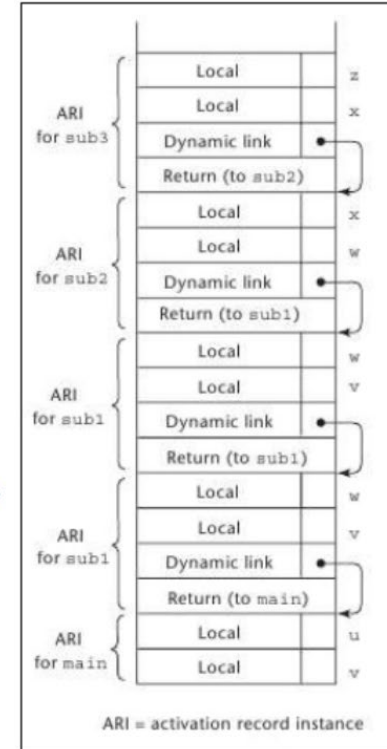 Local z
Local x
ARI for sub3
Dynamic link
Return (to sub2)
Local x
Local w
ARI for sub2
Dynamic link
Return (to sub1)
Local w
Local v
ARI for sub1
Dynamic link
Return (to sub1)
Local w
Local v
ARI for sub1
Dynamic link
Return (to main)
Local u
ARI for main
Local v
ARI = activation record instance